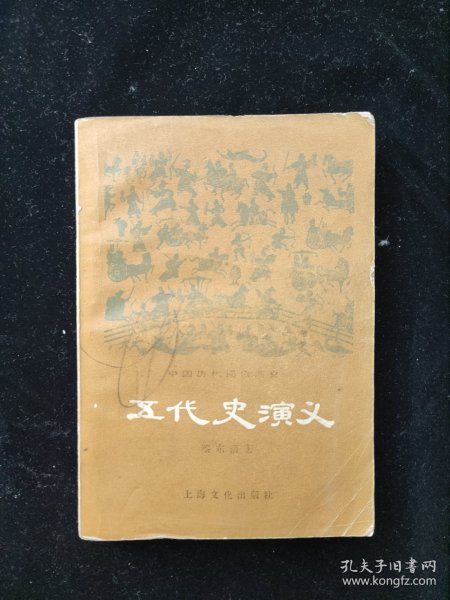 中国历代通俗演义
五代史演义
蔡东藩著
上海文化出版社
孔夫子旧书网
www.kongfz.com